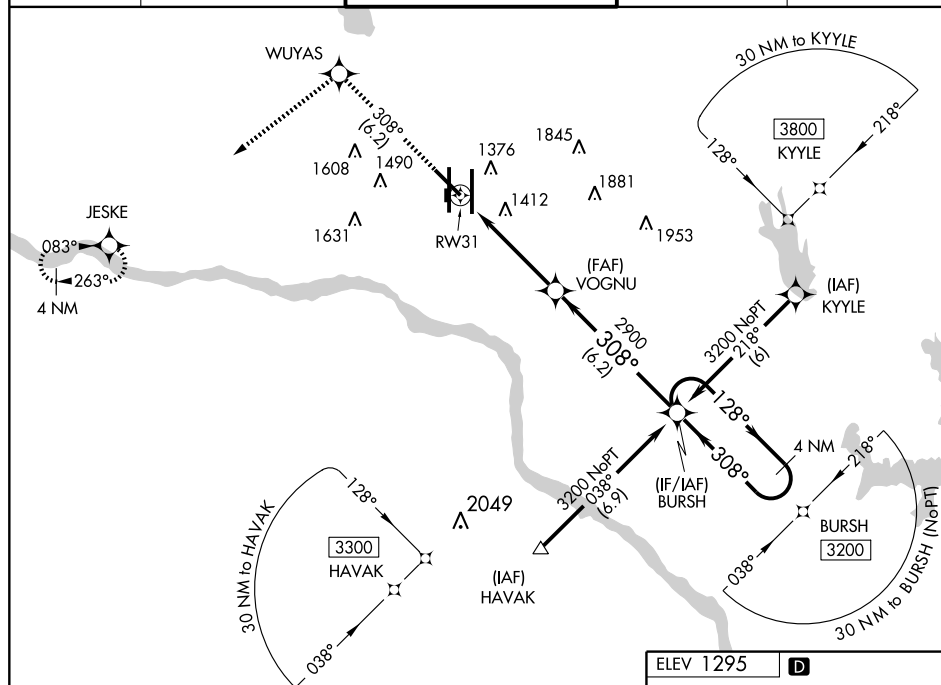 WUYAS
30 NM to KYYLE
308°
(6.2)
1845
3800
KYYLE
218°
128°
1608
1490
1376
1881
1412
1631
1953
RW31
JESKE
083°
263°
4 NM
(FAF)
VOGNU
(IAF)
KYYLE
2900
308°
(6.2)
3200 NoPT
218°
(6)
128°
308°
4 NM
(IF/IAF)
BURSH
3200 NoPT
038°
(6.9)
218°
128°
2049
3300
HAVAK
30 NM to HAVAK
038°
(IAF)
HAVAK
BURSH
3200
038°
30 NM to BURSH (NoPT)
ELEV 1295
D